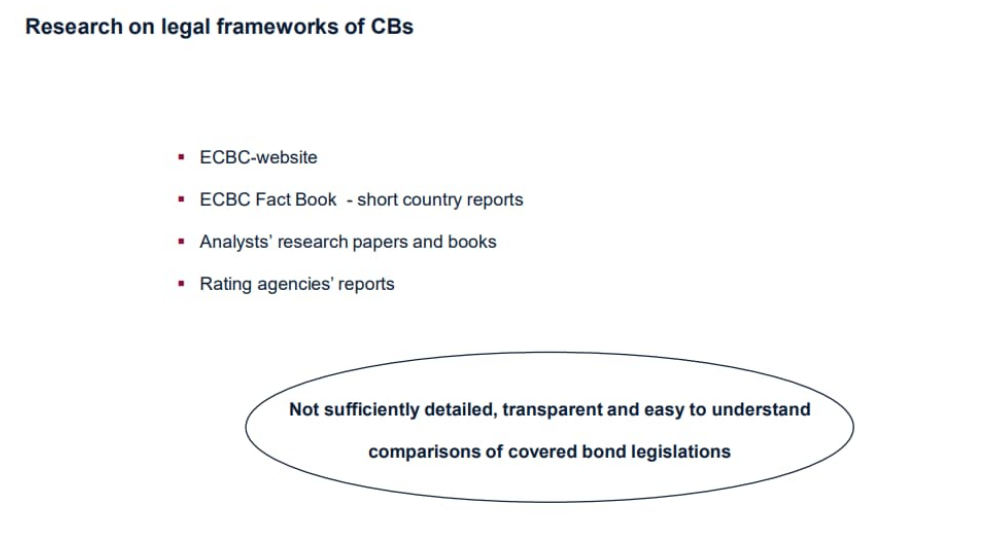 Research on legal frameworks of CBs
▪ ECBC-website
▪ ECBC Fact Book - short country reports
▪ Analysts’ research papers and books
▪ Rating agencies’ reports
Not sufficiently detailed, transparent and easy to understand
comparisons of covered bond legislations